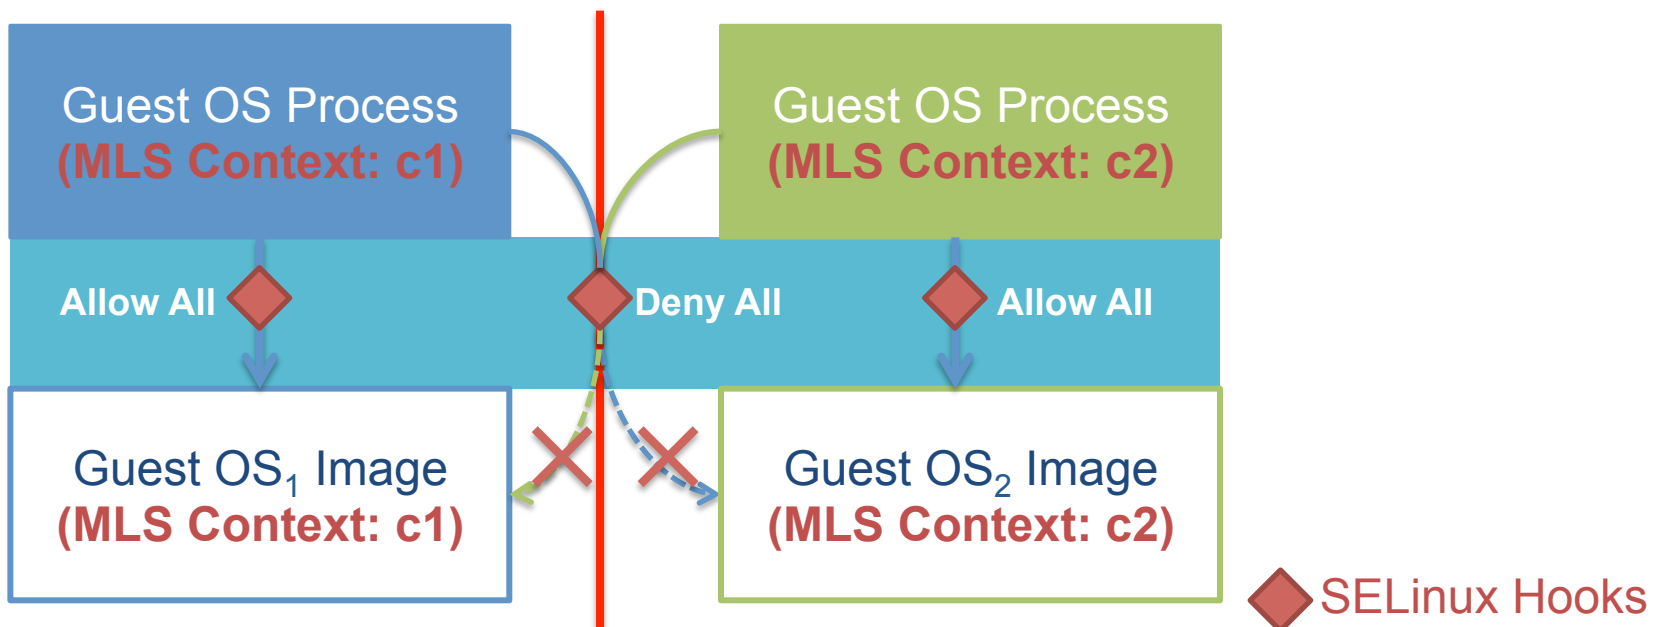 Guest OS Process
(MLS Context: c1)
Guest OS Process
(MLS Context: c2)
Allow All
Deny All
Allow All
Guest OS₁ Image
(MLS Context: c1)
Guest OS₂ Image
(MLS Context: c2)
SELinux Hooks